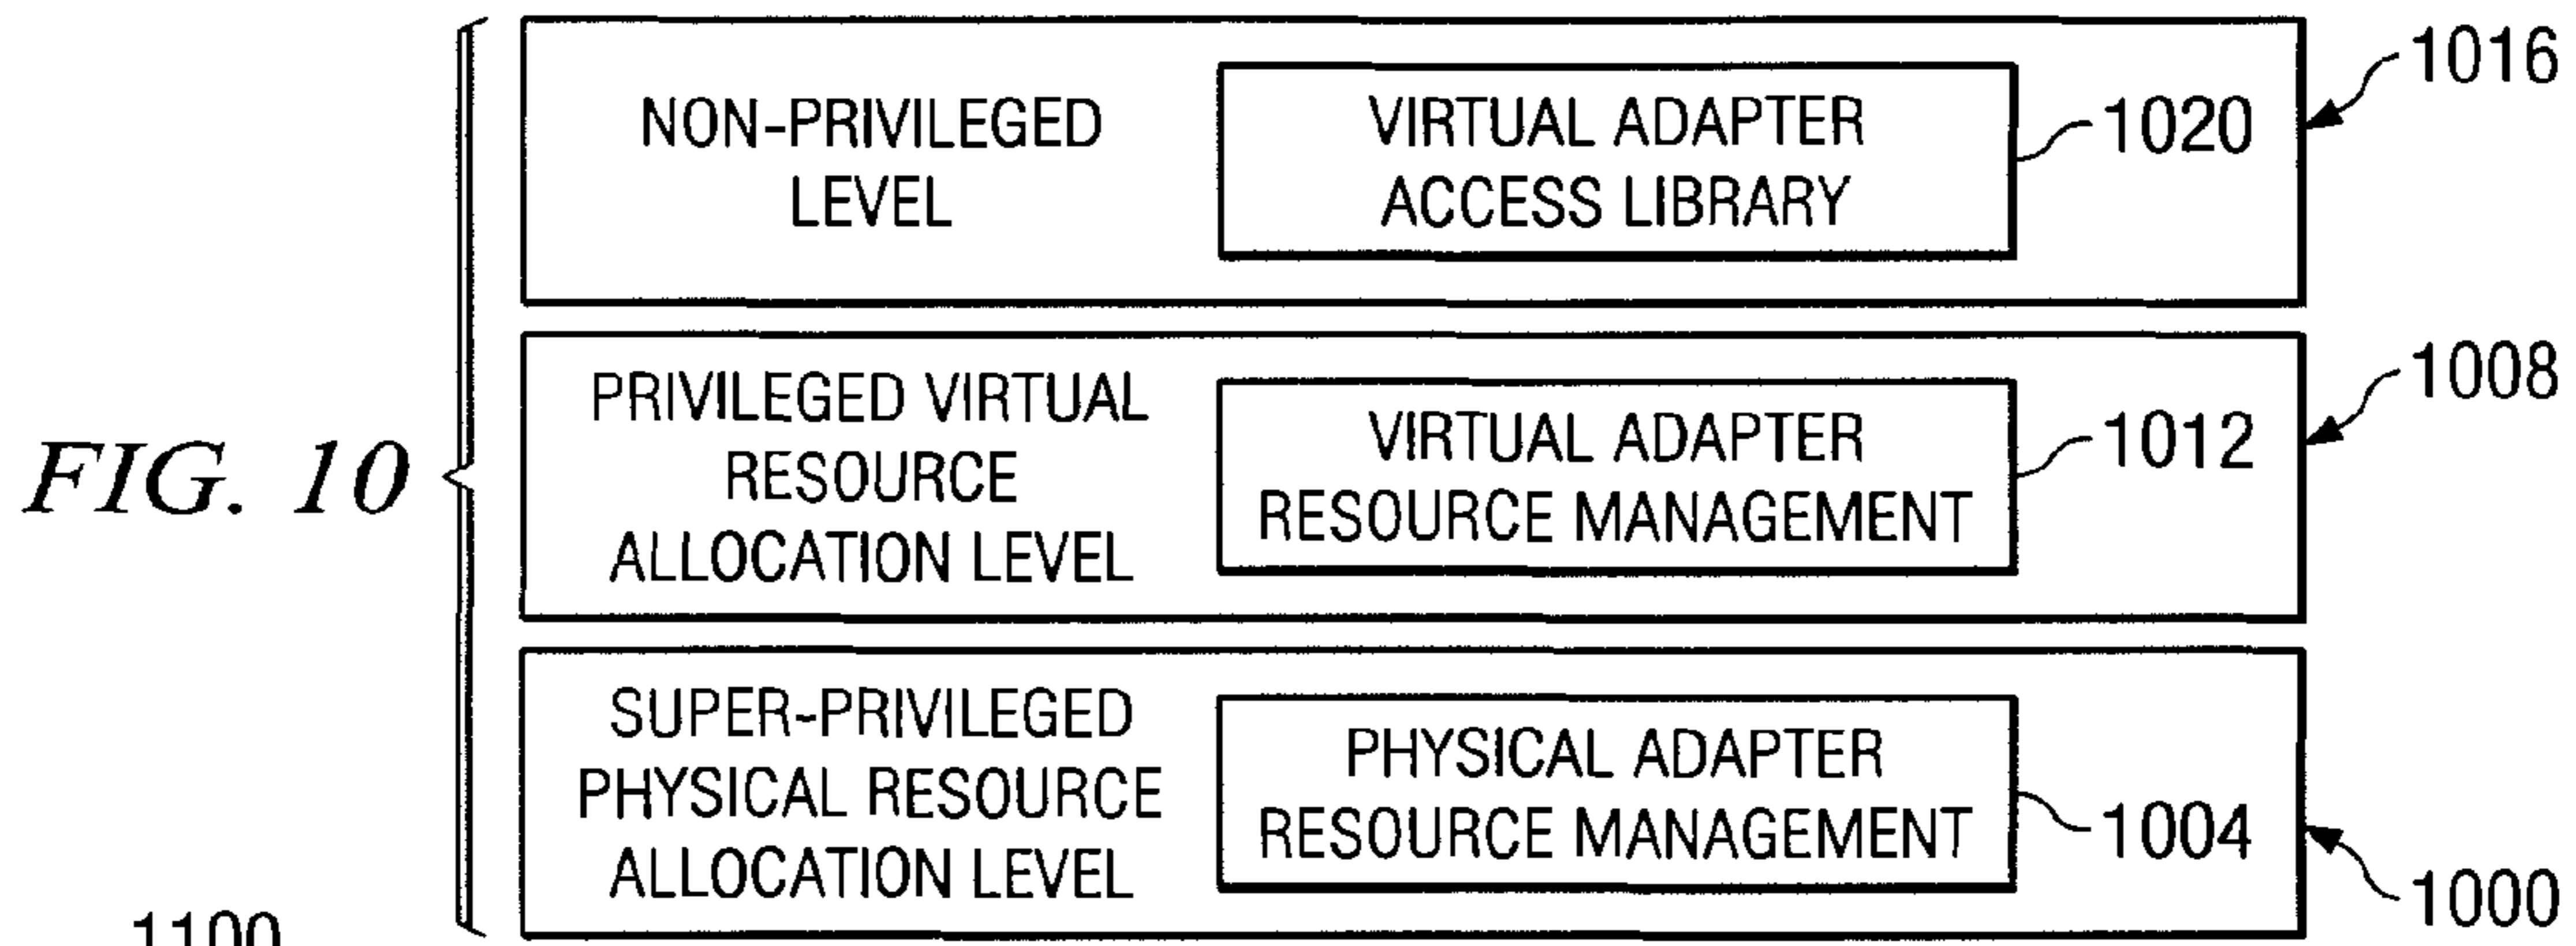 FIG. 10
NON-PRIVILEGED
LEVEL
VIRTUAL ADAPTER
ACCESS LIBRARY
1020
1016
PRIVILEGED VIRTUAL
RESOURCE
ALLOCATION LEVEL
VIRTUAL ADAPTER
RESOURCE MANAGEMENT
1012
1008
SUPER-PRIVILEGED
PHYSICAL RESOURCE
ALLOCATION LEVEL
PHYSICAL ADAPTER
RESOURCE MANAGEMENT
1004
1000
1100